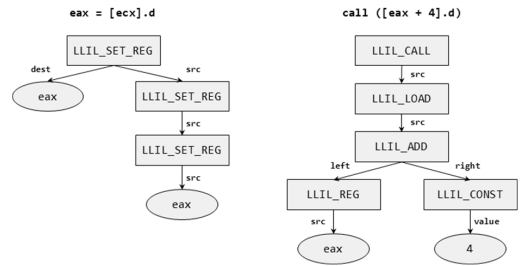 eax = [ecx].d
LLIL_SET_REG
dest
src
eax
LLIL_SET_REG
src
LLIL_SET_REG
src
eax
call ([eax + 4].d)
LLIL_CALL
src
LLIL_LOAD
src
LLIL_ADD
left
right
LLIL_REG
LLIL_CONST
src
value
eax
4